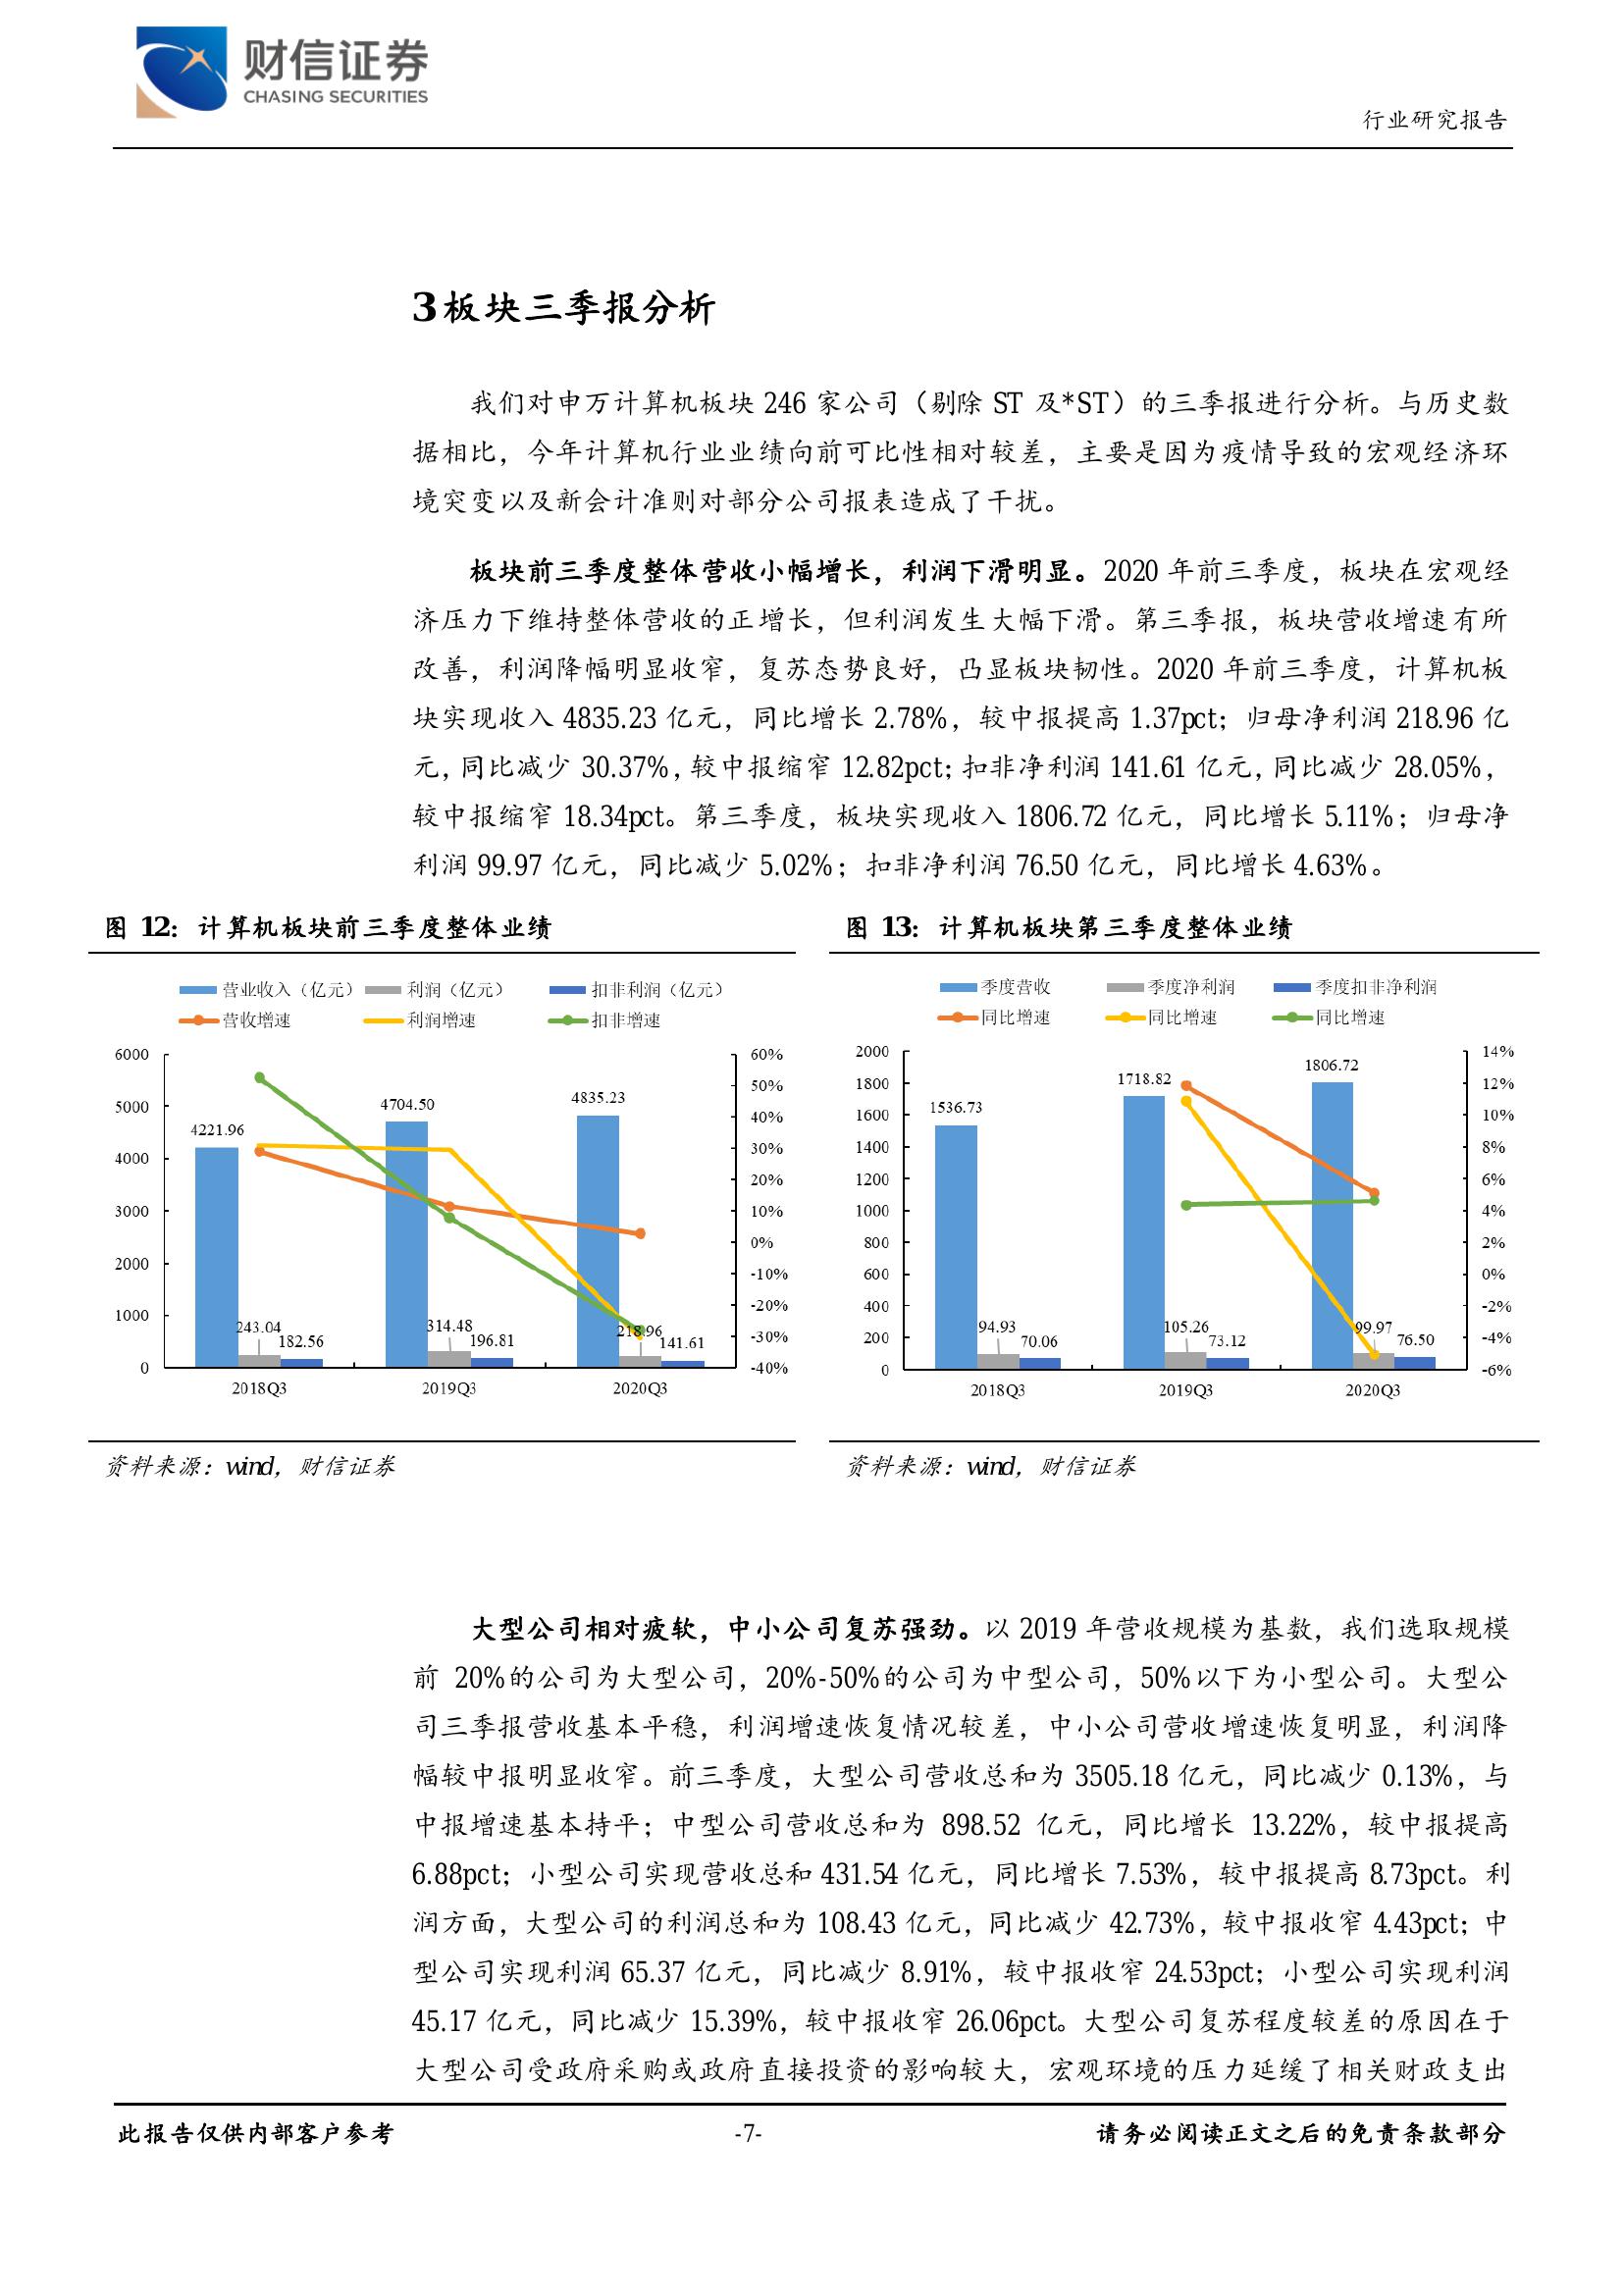 财信证券
CHASING SECURITIES
行业研究报告
3板块三季报分析
我们对申万计算机板块 246 家公司（剔除 ST 及*ST）的三季报进行分析。与历史数
据相比，今年计算机行业业绩向前可比性相对较差，主要是因为疫情导致的宏观经济环
境突变以及新会计准则对部分公司报表造成了干扰。
板块前三季度整体营收小幅增长，利润下滑明显。2020 年前三季度，板块在宏观经
济压力下维持整体营收的正增长，但利润发生大幅下滑。第三季报，板块营收增速有所
改善，利润降幅明显收窄，复苏态势良好，凸显板块韧性。2020 年前三季度，计算机板
块实现收入 4835.23 亿元，同比增长 2.78%，较中报提高 1.37pct；归母净利润 218.96 亿
元，同比减少 30.37%，较中报缩窄 12.82pct；扣非净利润 141.61 亿元，同比减少 28.05%，
较中报缩窄 18.34pct。第三季度，板块实现收入 1806.72 亿元，同比增长 5.11%；归母净
利润 99.97 亿元，同比减少 5.02%；扣非净利润 76.50 亿元，同比增长 4.63%。
图 12：计算机板块前三季度整体业绩
营业收入（亿元） 利润（亿元） 扣非利润（亿元）
营收增速 利润增速 扣非增速
6000 60%
50%
5000 40%
4000 30%
20%
3000 10%
0%
2000 -10%
1000 -20%
-30%
0 -40%
4221.96 4704.50 4835.23
243.04 182.56 314.48 196.81 218.96 141.61
2018Q3 2019Q3 2020Q3
资料来源：wind，财信证券
图 13：计算机板块第三季度整体业绩
季度营收 季度净利润 季度扣非净利润
同比增速 同比增速 同比增速
2000 14%
1800 12%
1600 10%
1400 8%
1200 6%
1000 4%
800 2%
600 0%
400 -2%
200 -4%
0 -6%
1536.73 1718.82 1806.72
94.93 70.06 105.26 73.12 99.97 76.50
2018Q3 2019Q3 2020Q3
资料来源：wind，财信证券
大型公司相对疲软，中小公司复苏强劲。以 2019 年营收规模为基数，我们选取规模
前 20%的公司为大型公司，20%-50%的公司为中型公司，50%以下为小型公司。大型公
司三季报营收基本平稳，利润增速恢复情况较差，中小公司营收增速恢复明显，利润降
幅较中报明显收窄。前三季度，大型公司营收总和为 3505.18 亿元，同比减少 0.13%，与
中报增速基本持平；中型公司营收总和为 898.52 亿元，同比增长 13.22%，较中报提高
6.88pct；小型公司实现营收总和 431.54 亿元，同比增长 7.53%，较中报提高 8.73pct。利
润方面，大型公司的利润总和为 108.43 亿元，同比减少 42.73%，较中报收窄 4.43pct；中
型公司实现利润 65.37 亿元，同比减少 8.91%，较中报收窄 24.53pct；小型公司实现利润
45.17 亿元，同比减少 15.39%，较中报收窄 26.06pct。大型公司复苏程度较差的原因在于
大型公司受政府采购或政府直接投资的影响较大，宏观环境的压力延缓了相关财政支出
此报告仅供内部客户参考
-7-
请务必阅读正文之后的免责条款部分